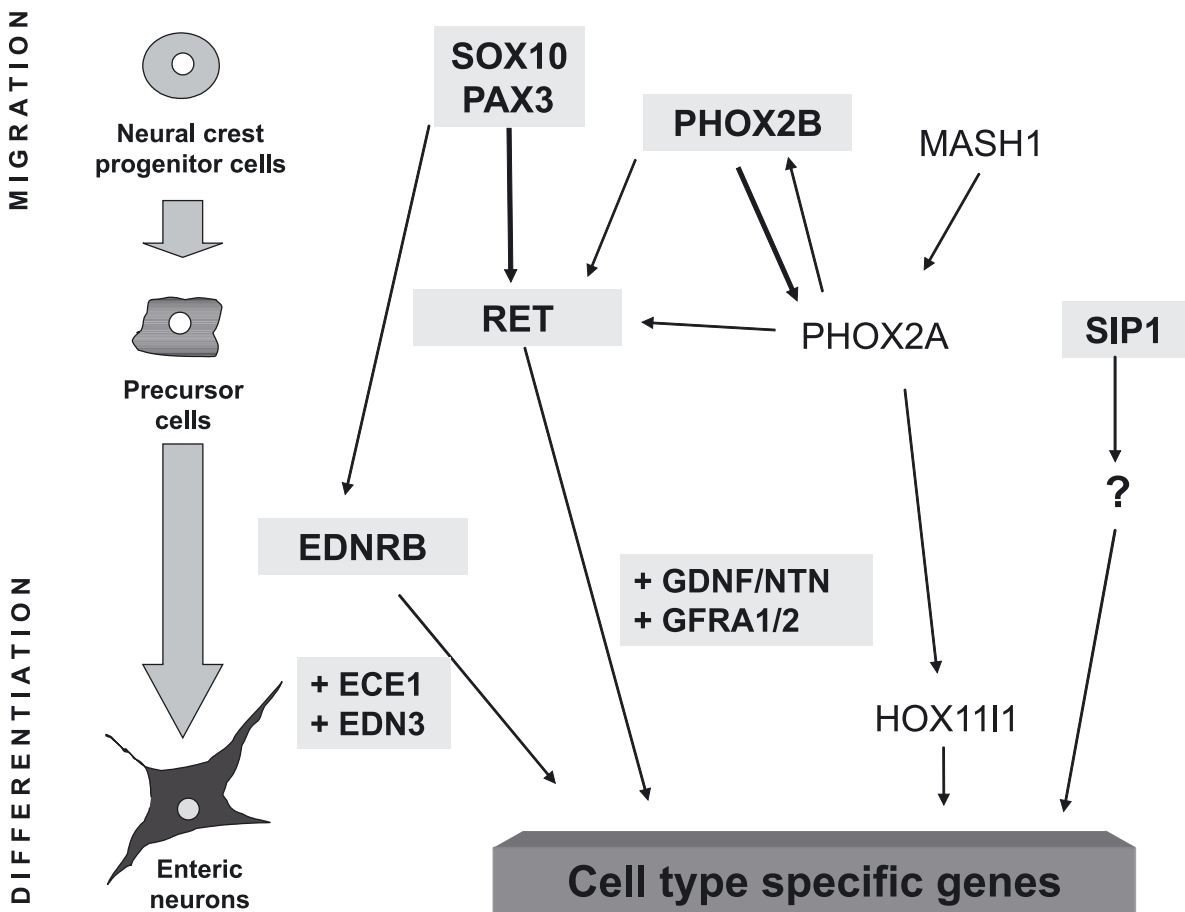 MIGRATION
Neural crest
progenitor cells
Precursor
cells
DIFFERENTIATION
Enteric
neurons
SOX10
PAX3
PHOX2B
MASH1
RET
PHOX2A
SIP1
?
EDNRB
+ GDNF/NTN
+ GFRA1/2
+ ECE1
+ EDN3
HOX11l1
Cell type specific genes